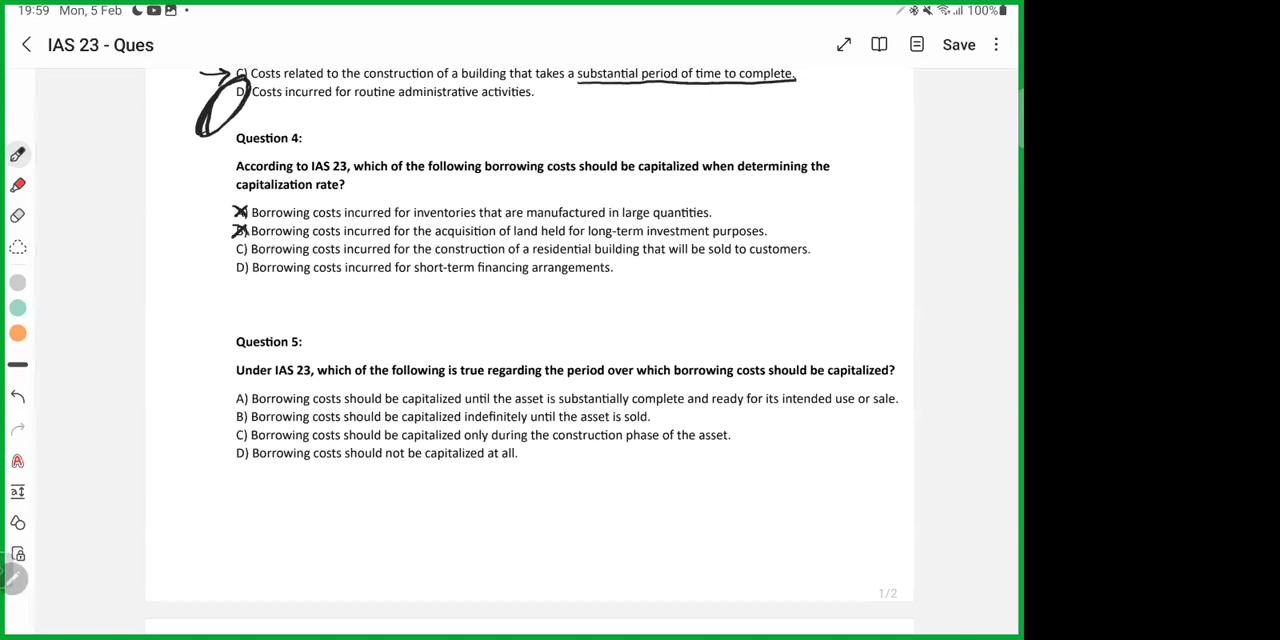 19:59 Mon, 5 Feb
100%
IAS 23 - Ques
Save
C) Costs related to the construction of a building that takes a substantial period of time to complete.
D) Costs incurred for routine administrative activities.
Question 4:
According to IAS 23, which of the following borrowing costs should be capitalized when determining the
capitalization rate?
A) Borrowing costs incurred for inventories that are manufactured in large quantities.
B) Borrowing costs incurred for the acquisition of land held for long-term investment purposes.
C) Borrowing costs incurred for the construction of a residential building that will be sold to customers.
D) Borrowing costs incurred for short-term financing arrangements.
Question 5:
Under IAS 23, which of the following is true regarding the period over which borrowing costs should be capitalized?
A) Borrowing costs should be capitalized until the asset is substantially complete and ready for its intended use or sale.
B) Borrowing costs should be capitalized indefinitely until the asset is sold.
C) Borrowing costs should be capitalized only during the construction phase of the asset.
D) Borrowing costs should not be capitalized at all.
1/2